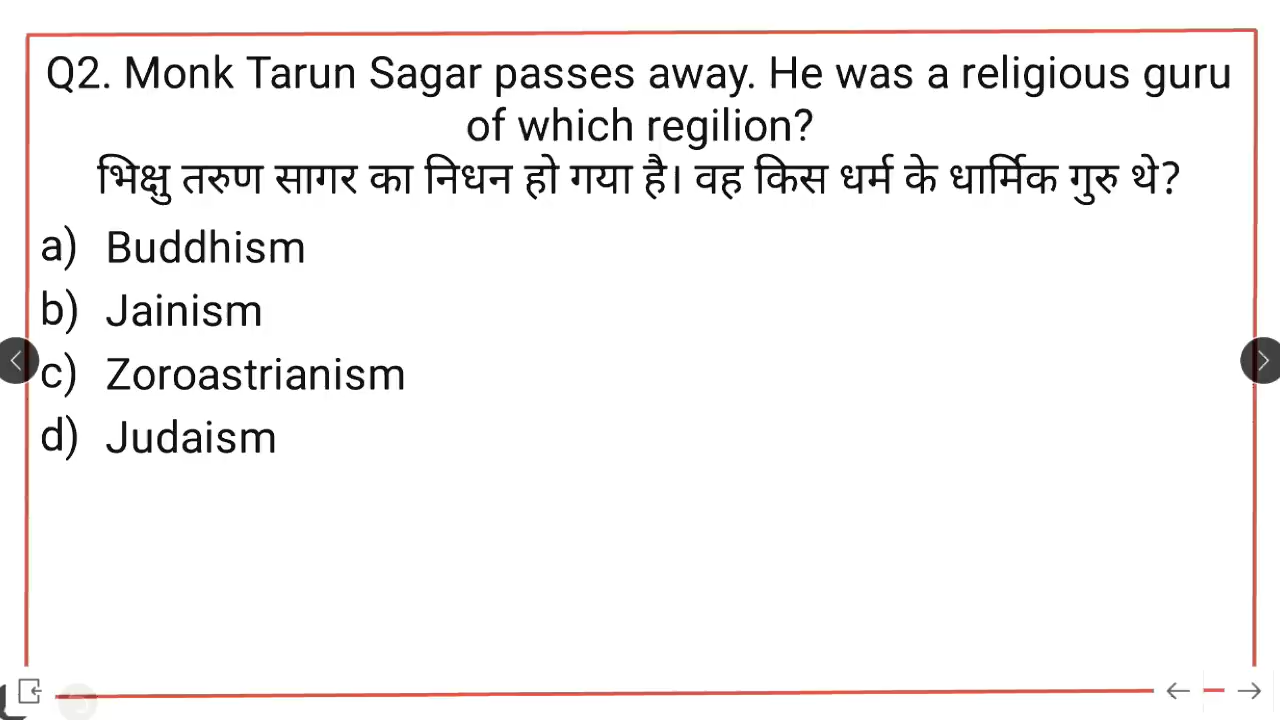 Q2. Monk Tarun Sagar passes away. He was a religious guru
of which regilion?
भिक्षु तरुण सागर का निधन हो गया है। वह किस धर्म के धार्मिक गुरु थे?
a) Buddhism
b) Jainism
c) Zoroastrianism
d) Judaism